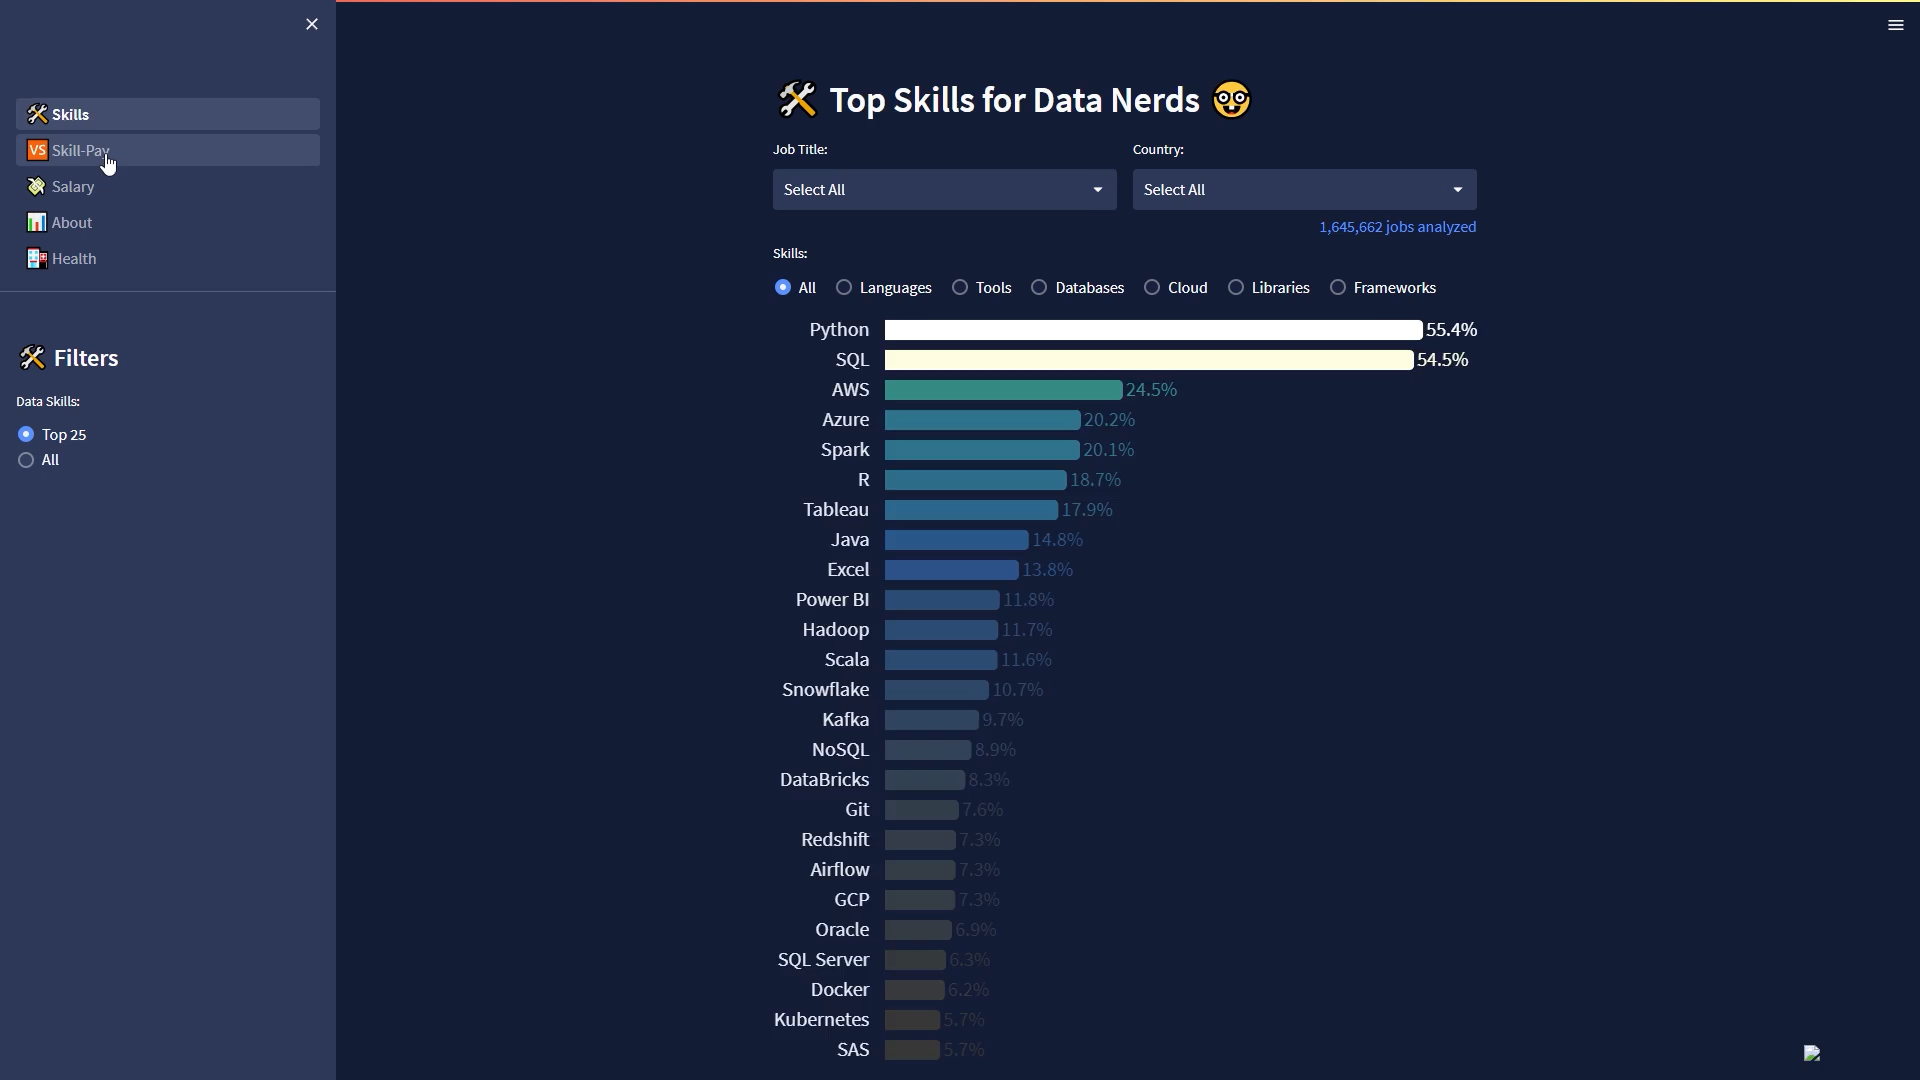 Skills
VS Skill-Pay
Salary
About
Health
Filters
Data Skills:
Top 25
All
Top Skills for Data Nerds
Job Title:
Country:
Select All
Select All
1,645,662 jobs analyzed
Skills:
All Languages Tools Databases Cloud Libraries Frameworks
Python 55.4%
SQL 54.5%
AWS 24.5%
Azure 20.2%
Spark 20.1%
R 18.7%
Tableau 17.9%
Java 14.8%
Excel 13.8%
Power BI 11.8%
Hadoop 11.7%
Scala 11.6%
Snowflake 10.7%
Kafka 9.7%
NoSQL 8.9%
DataBricks 8.3%
Git 7.6%
Redshift 7.3%
Airflow 7.3%
GCP 7.3%
Oracle 6.9%
SQL Server 6.3%
Docker 6.2%
Kubernetes 5.7%
SAS 5.7%